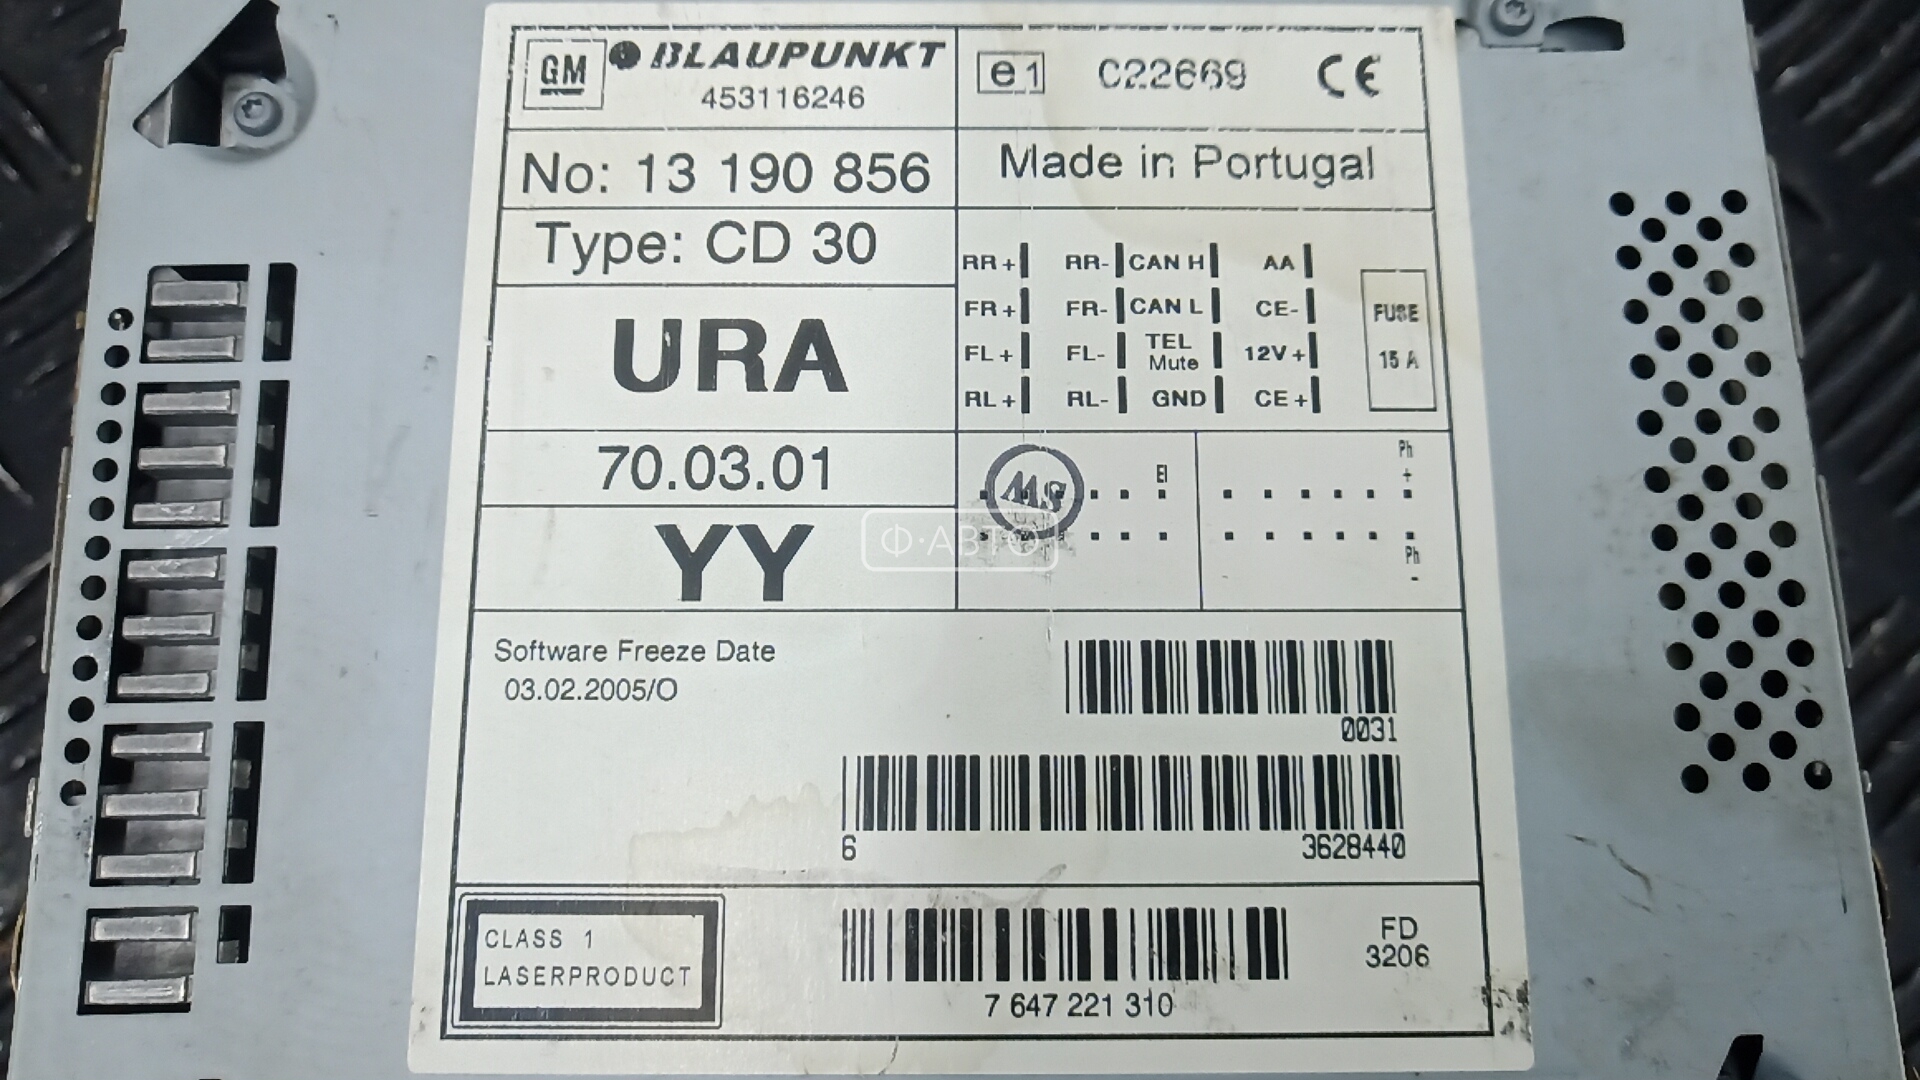 GM BLAUPUNKT
453116246
e1 C22669 CE
No: 13 190 856
Made in Portugal
Type: CD 30
RR + RR- CAN H AA
FR + FR- CAN L CE-
FL + FL- TEL Mute 12V +
RL + RL- GND CE +
FUSE
15 A
URA
70.03.01
MS
EI
Ph
+
Ph
-
YY
Ф·АВТО
Software Freeze Date
03.02.2005/O
0031
6 3628440
CLASS 1
LASERPRODUCT
7 647 221 310
FD
3206